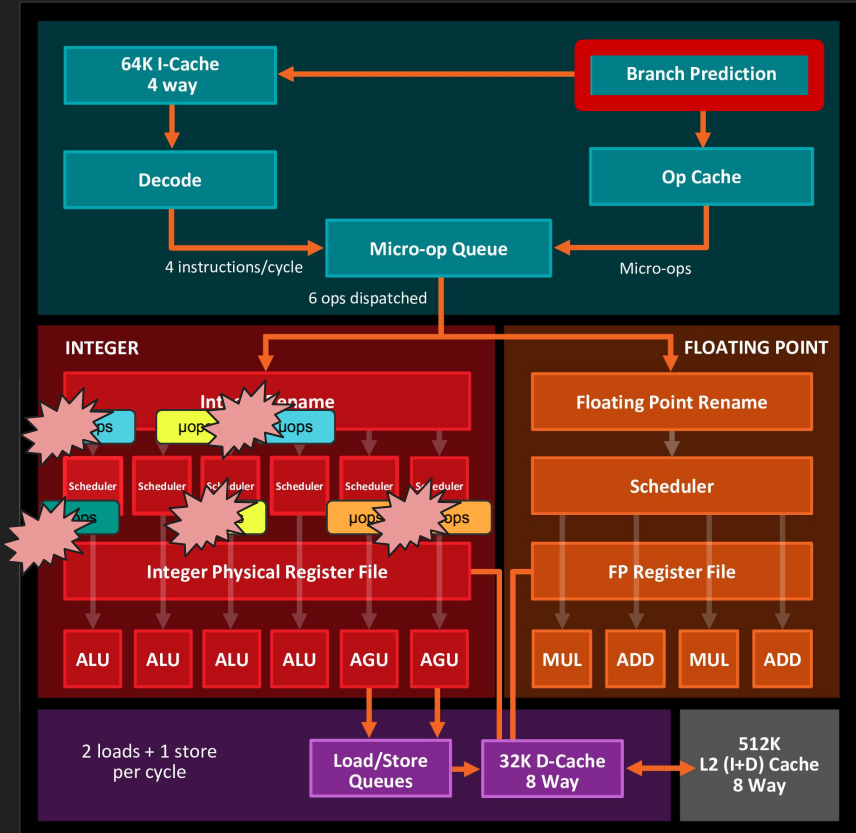 64K I-Cache
4 way
Branch Prediction
Decode
Op Cache
Micro-op Queue
4 instructions/cycle
Micro-ops
6 ops dispatched
INTEGER
FLOATING POINT
Floating Point Rename
μops
Scheduler
Scheduler
Scheduler
Scheduler
Scheduler
Scheduler
μops
Integer Physical Register File
FP Register File
ALU
ALU
ALU
ALU
AGU
AGU
MUL
ADD
MUL
ADD
2 loads + 1 store
per cycle
Load/Store
Queues
32K D-Cache
8 Way
512K
L2 (I+D) Cache
8 Way